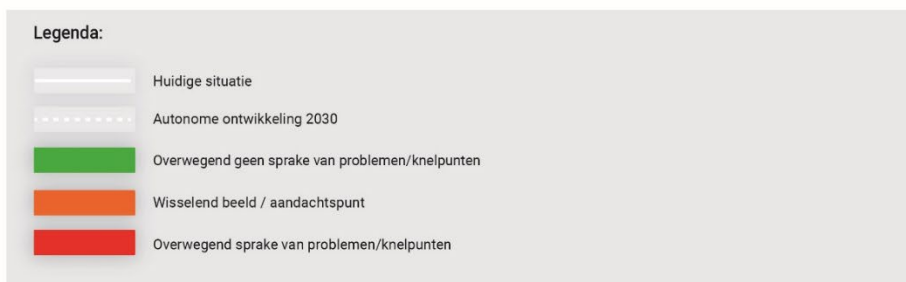 Legenda:
Huidige situatie
Autonome ontwikkeling 2030
Overwegend geen sprake van problemen/knelpunten
Wisselend beeld / aandachtspunt
Overwegend sprake van problemen/knelpunten